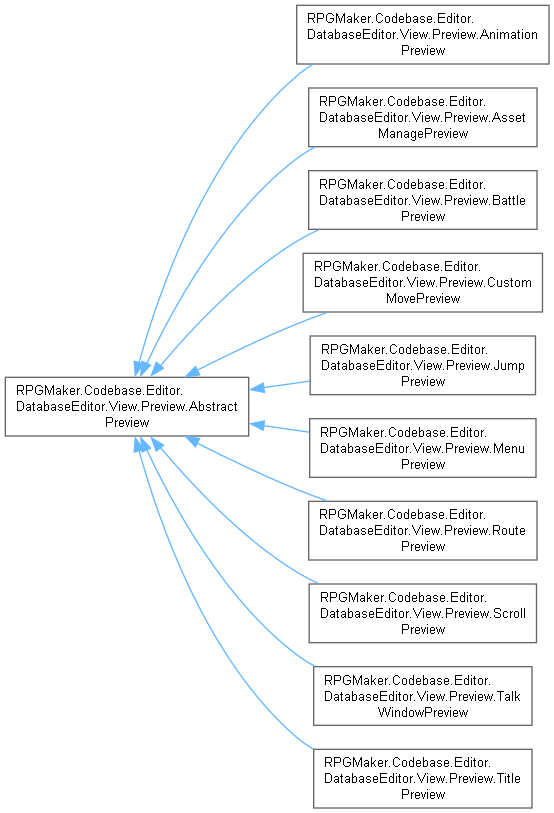 RPGMaker.Codebase.Editor.
DatabaseEditor.View.Preview.Animation
Preview
RPGMaker.Codebase.Editor.
DatabaseEditor.View.Preview.Asset
ManagePreview
RPGMaker.Codebase.Editor.
DatabaseEditor.View.Preview.Battle
Preview
RPGMaker.Codebase.Editor.
DatabaseEditor.View.Preview.Custom
MovePreview
RPGMaker.Codebase.Editor.
DatabaseEditor.View.Preview.Jump
Preview
RPGMaker.Codebase.Editor.
DatabaseEditor.View.Preview.Abstract
Preview
RPGMaker.Codebase.Editor.
DatabaseEditor.View.Preview.Menu
Preview
RPGMaker.Codebase.Editor.
DatabaseEditor.View.Preview.Route
Preview
RPGMaker.Codebase.Editor.
DatabaseEditor.View.Preview.Scroll
Preview
RPGMaker.Codebase.Editor.
DatabaseEditor.View.Preview.Talk
WindowPreview
RPGMaker.Codebase.Editor.
DatabaseEditor.View.Preview.Title
Preview